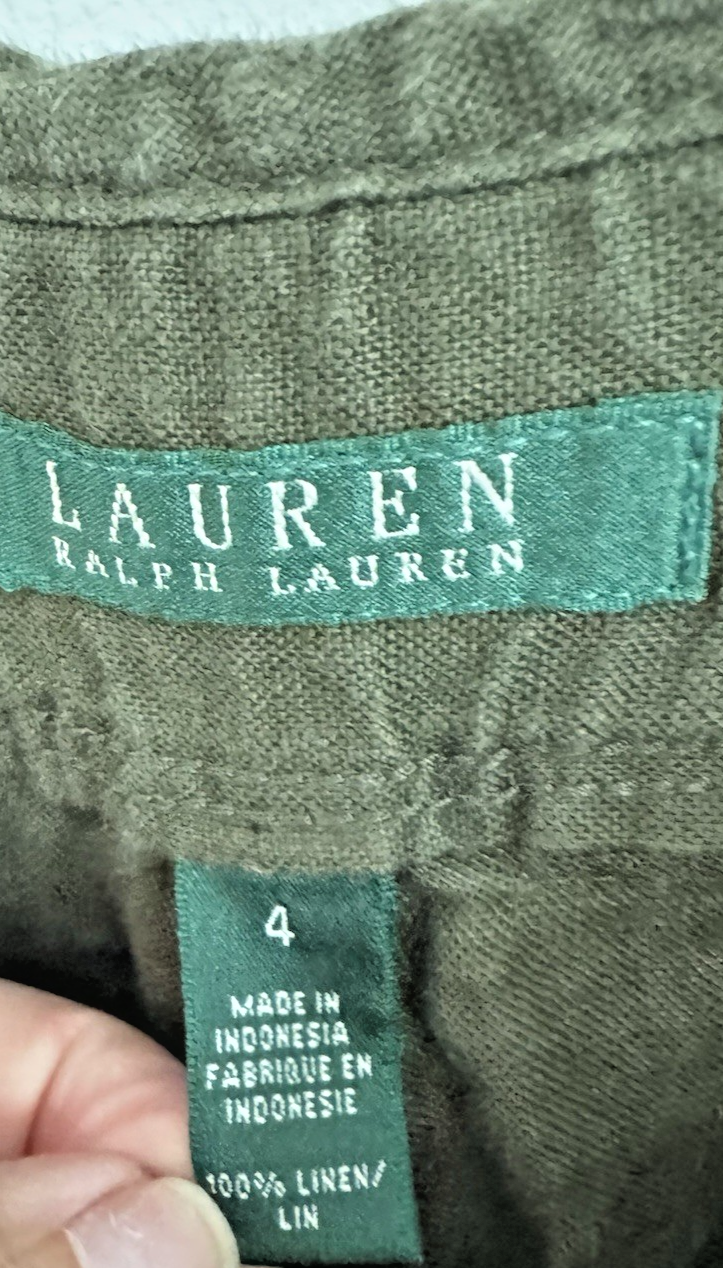 LAUREN
RALPH LAUREN
4
MADE IN
INDONESIA
FABRIQUE EN
INDONESIE
100% LINEN/
LIN